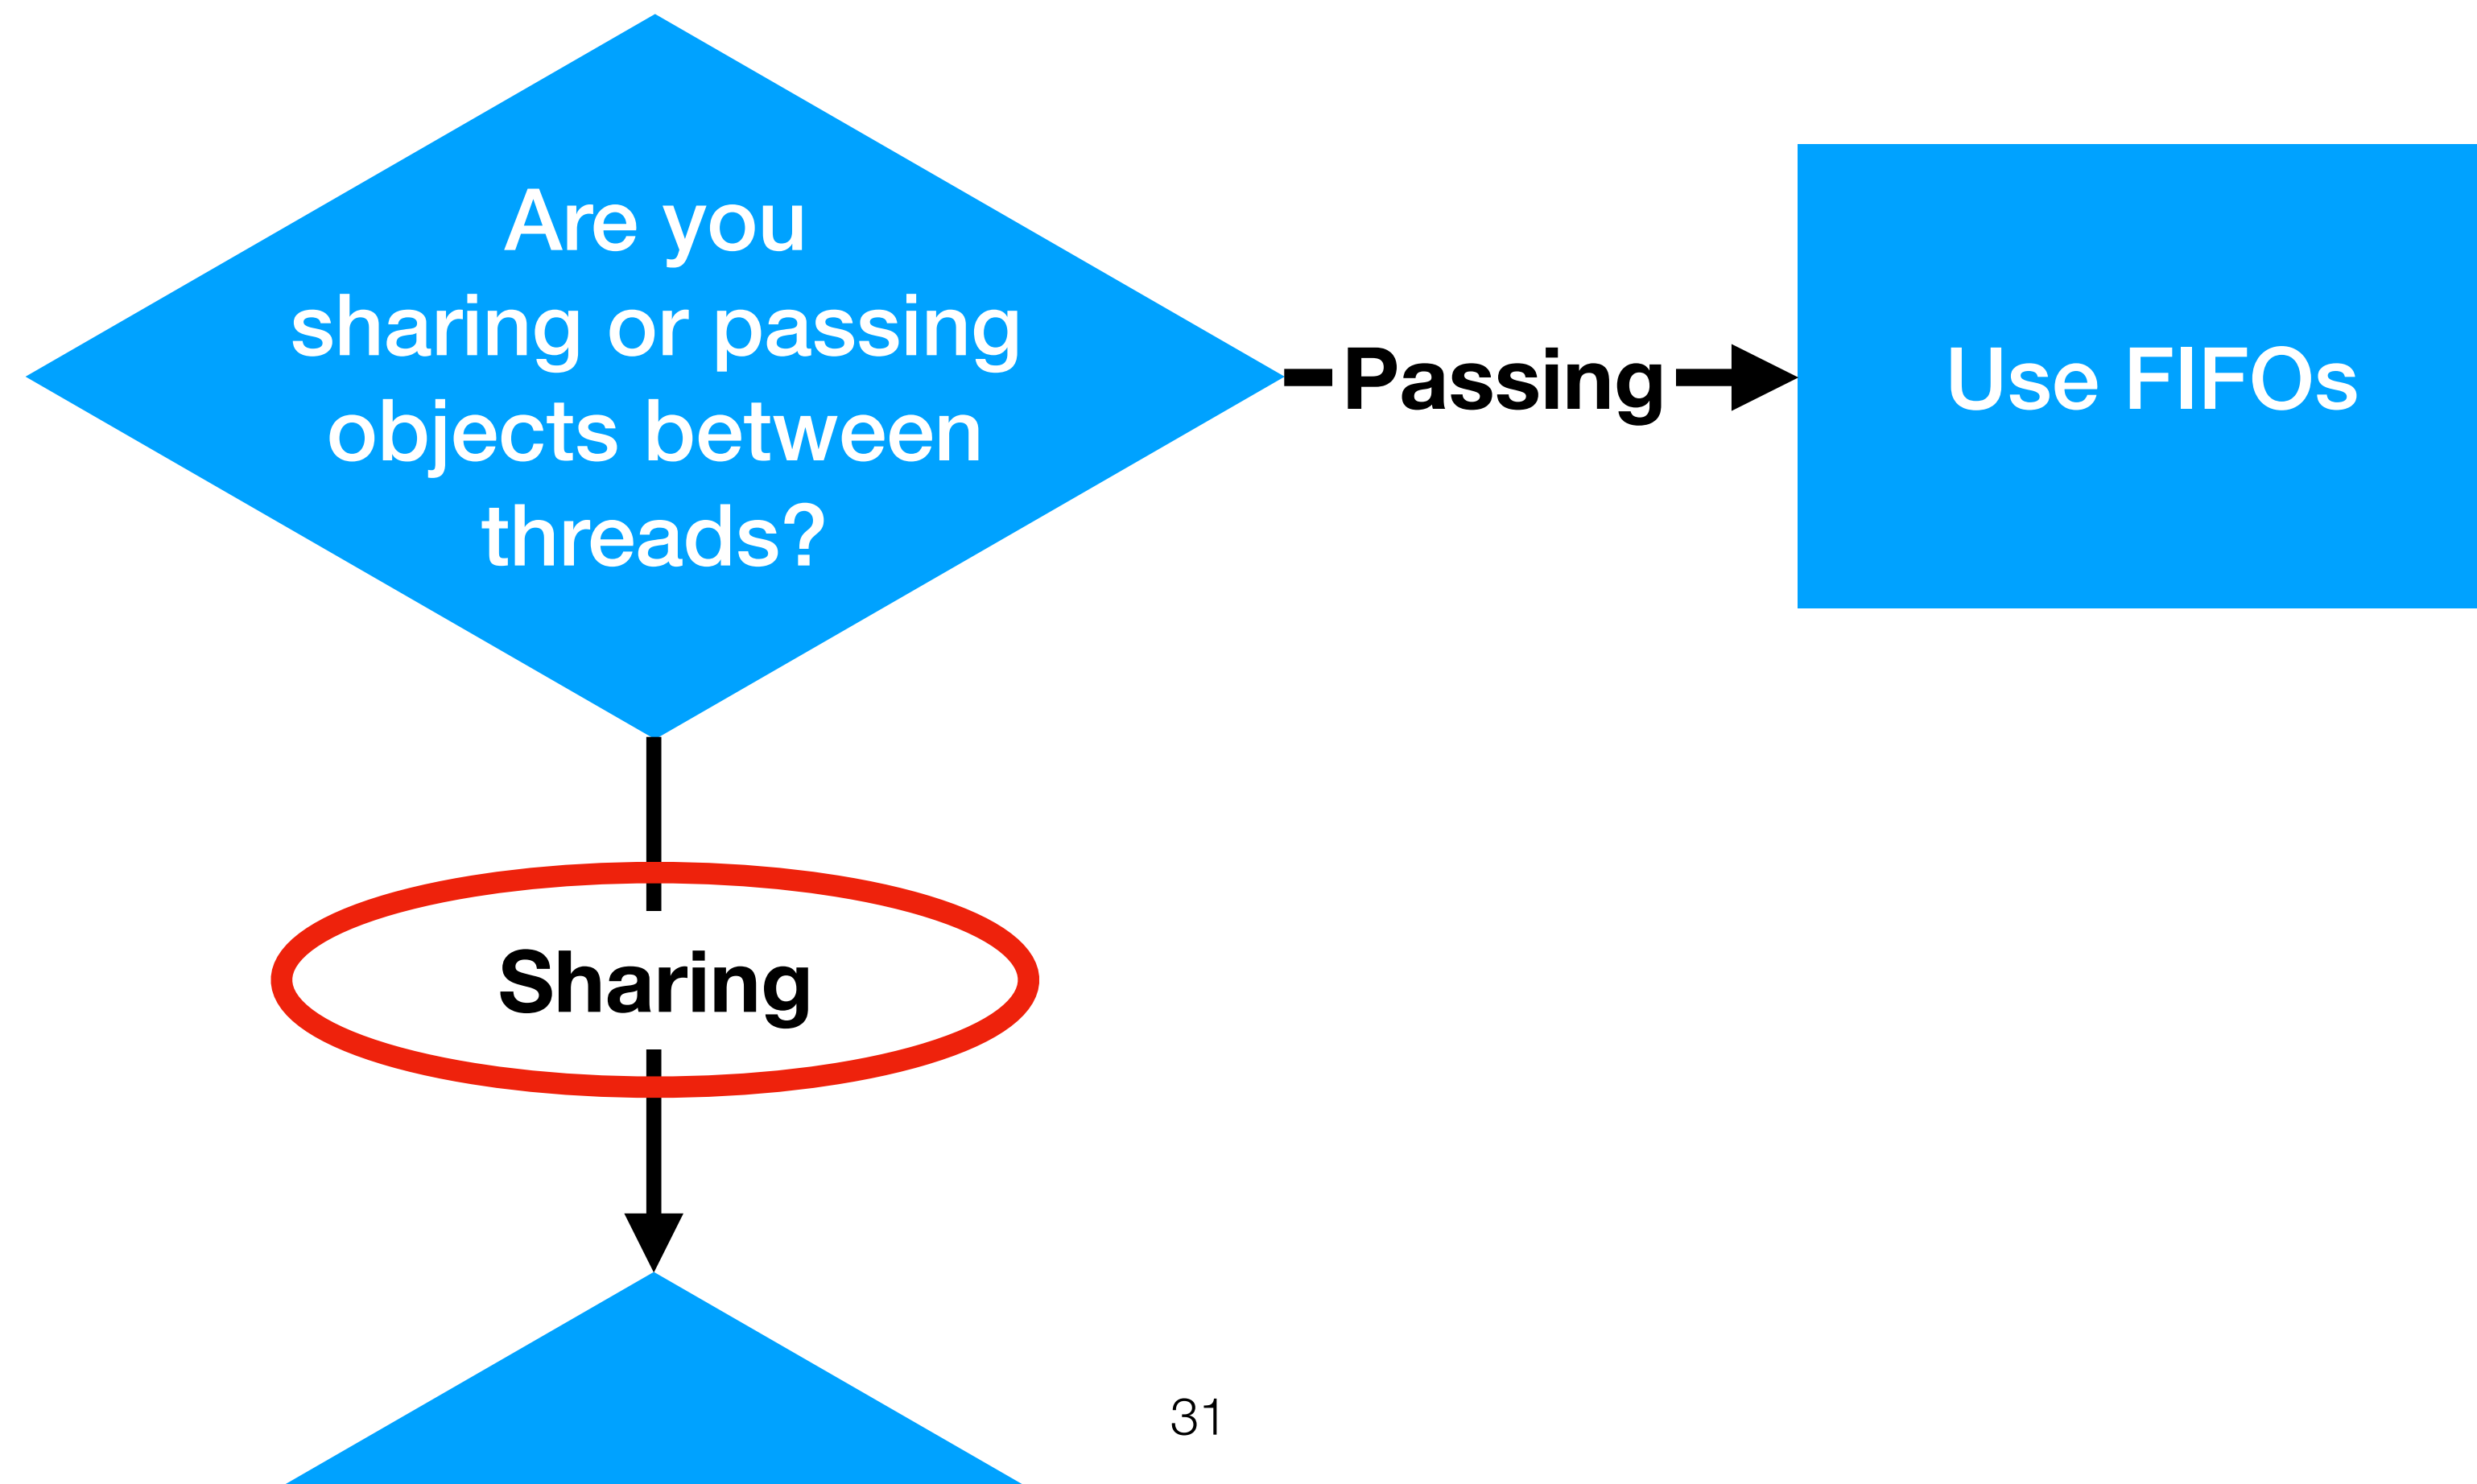 Are you
sharing or passing
objects between
threads?
Passing
Use FIFOs
Sharing
31